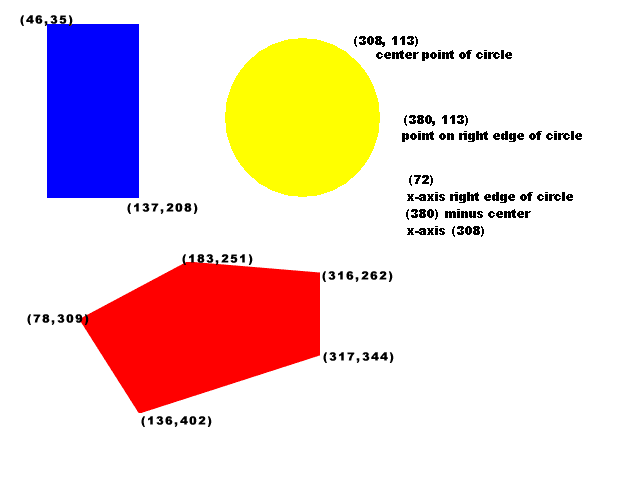 (46,35)
(308, 113)
center point of circle
(380, 113)
point on right edge of circle
(72)
x-axis right edge of circle
(380) minus center
x-axis (308)
(137,208)
(183,251)
(316,262)
(78,309)
(317,344)
(136,402)